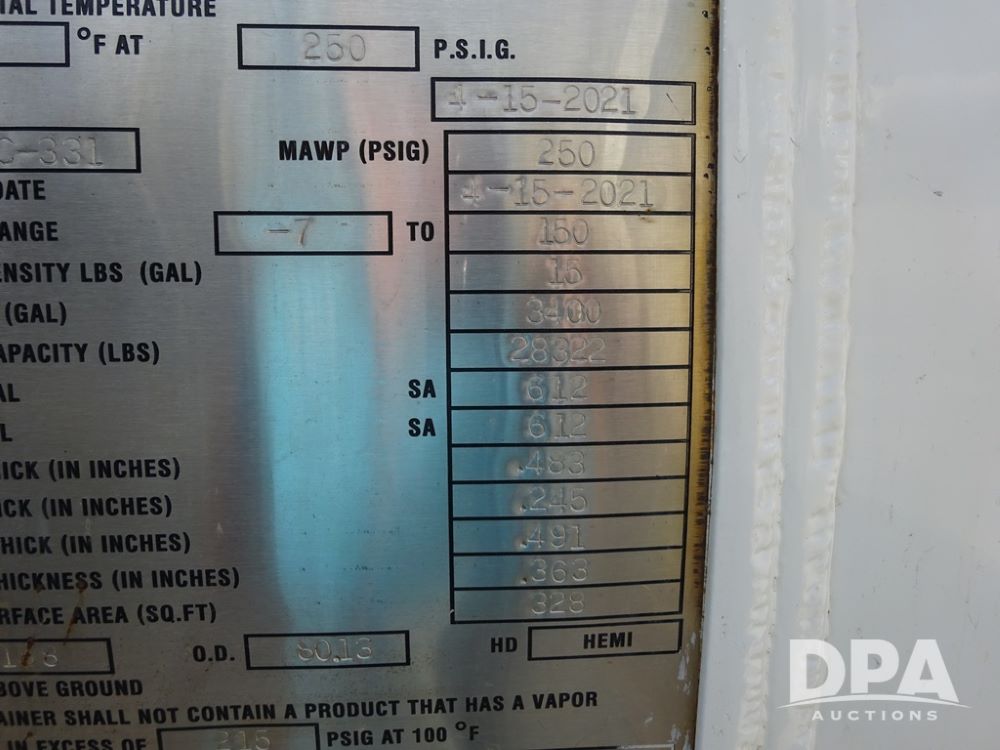 TEMPERATURE
°F AT 250 P.S.I.G.
4-15-2021
C-331 MAWP (PSIG) 250
DATE 4-15-2021
ANGE -7 TO 150
ENSITY LBS (GAL) 15
(GAL) 3400
APACITY (LBS) 28322
AL SA 612
L SA 612
HICK (IN INCHES) .483
ICK (IN INCHES) .245
HICK (IN INCHES) .491
HICKNESS (IN INCHES) .363
RFACE AREA (SQ.FT) 328
O.D. 80.13 HD HEMI
BOVE GROUND
AINER SHALL NOT CONTAIN A PRODUCT THAT HAS A VAPOR
IN EXCESS OF 215 PSIG AT 100 °F
DPA
AUCTIONS